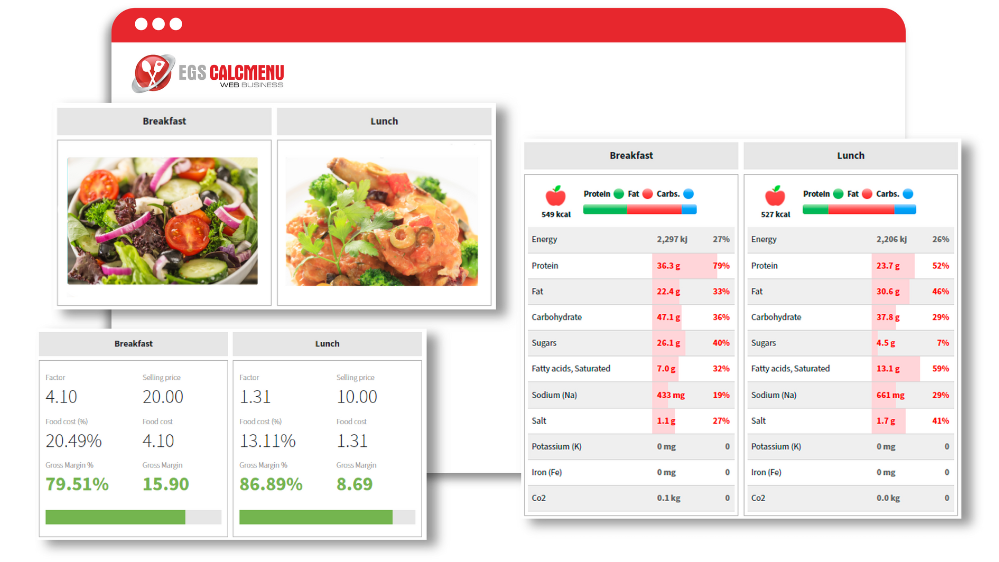 EGS CALCMENU
WEB BUSINESS
Breakfast Lunch
Breakfast Lunch
Protein Fat Carbs. Protein Fat Carbs.
549 kcal 527 kcal
Energy 2,297 kj 27% Energy 2,206 kj 26%
Protein 36.3 g 79% Protein 23.7 g 52%
Fat 22.4 g 33% Fat 30.6 g 46%
Carbohydrate 47.1 g 36% Carbohydrate 37.8 g 29%
Sugars 26.1 g 40% Sugars 4.5 g 7%
Fatty acids, Saturated 7.0 g 32% Fatty acids, Saturated 13.1 g 59%
Sodium (Na) 433 mg 19% Sodium (Na) 661 mg 29%
Salt 1.1 g 27% Salt 1.7 g 41%
Potassium (K) 0 mg 0 Potassium (K) 0 mg 0
Iron (Fe) 0 mg 0 Iron (Fe) 0 mg 0
Co2 0.1 kg 0 Co2 0.0 kg 0
Breakfast Lunch
Factor Selling price Factor Selling price
4.10 20.00 1.31 10.00
Food cost (%) Food cost Food cost (%) Food cost
20.49% 4.10 13.11% 1.31
Gross Margin % Gross Margin Gross Margin % Gross Margin
79.51% 15.90 86.89% 8.69